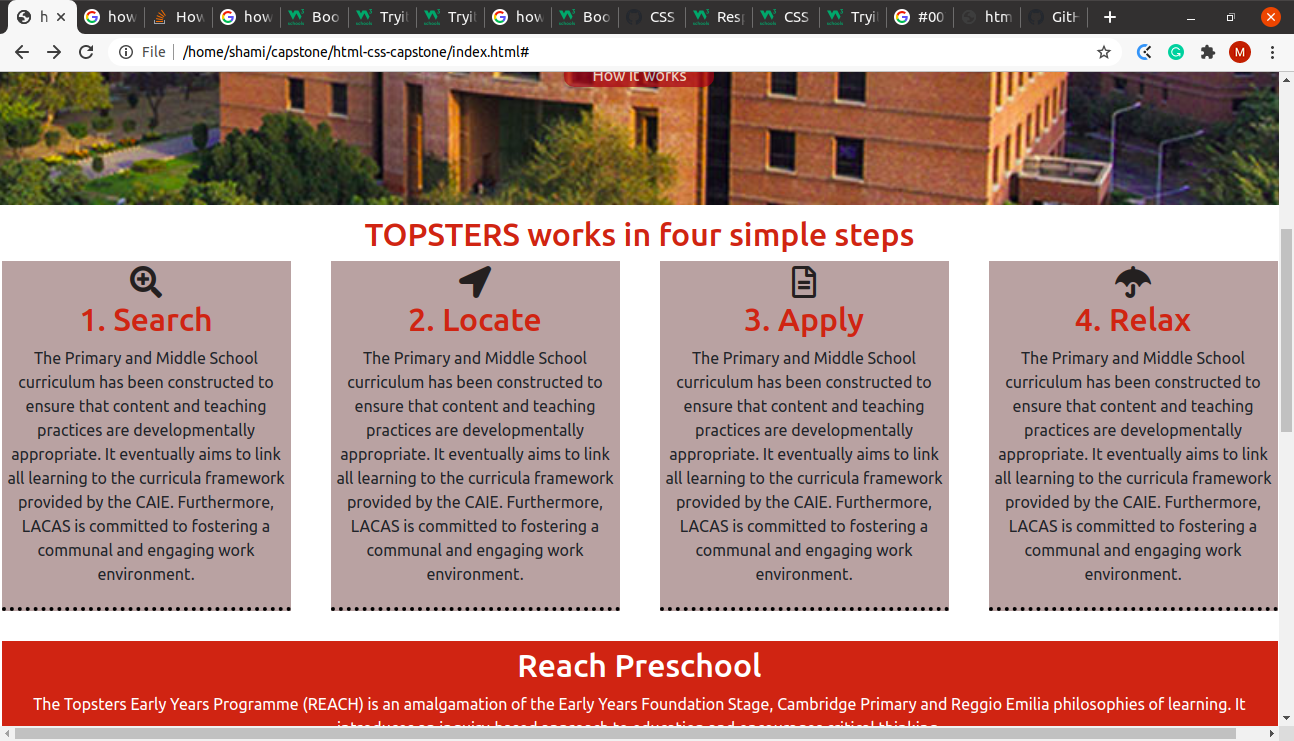 h
how
How
how
Boo
Tryi
Tryi
how
Boo
CSS
Res
CSS
Tryi
#00
htm
GitH
File
/home/shami/capstone/html-css-capstone/index.html#
M
How it works
TOPSTERS works in four simple steps
1. Search
The Primary and Middle School
curriculum has been constructed to
ensure that content and teaching
practices are developmentally
appropriate. It eventually aims to link
all learning to the curricula framework
provided by the CAIE. Furthermore,
LACAS is committed to fostering a
communal and engaging work
environment.
2. Locate
The Primary and Middle School
curriculum has been constructed to
ensure that content and teaching
practices are developmentally
appropriate. It eventually aims to link
all learning to the curricula framework
provided by the CAIE. Furthermore,
LACAS is committed to fostering a
communal and engaging work
environment.
3. Apply
The Primary and Middle School
curriculum has been constructed to
ensure that content and teaching
practices are developmentally
appropriate. It eventually aims to link
all learning to the curricula framework
provided by the CAIE. Furthermore,
LACAS is committed to fostering a
communal and engaging work
environment.
4. Relax
The Primary and Middle School
curriculum has been constructed to
ensure that content and teaching
practices are developmentally
appropriate. It eventually aims to link
all learning to the curricula framework
provided by the CAIE. Furthermore,
LACAS is committed to fostering a
communal and engaging work
environment.
Reach Preschool
The Topsters Early Years Programme (REACH) is an amalgamation of the Early Years Foundation Stage, Cambridge Primary and Reggio Emilia philosophies of learning. It
introduces an inquiry-based approach to education and encourages critical thinking.